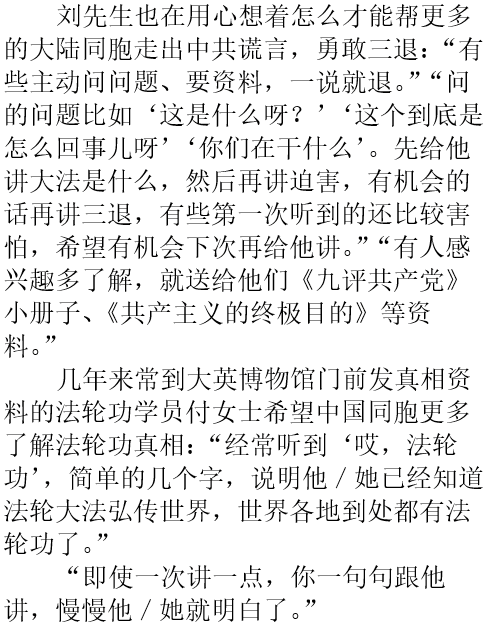 刘先生也在用心想着怎么才能帮更多
的大陆同胞走出中共谎言，勇敢三退：“有
些主动问问题、要资料，一说就退。”“问
的问题比如‘这是什么呀？’‘这个到底是
怎么回事儿呀’‘你们在干什么’。先给他
讲大法是什么，然后再讲迫害，有机会的
话再讲三退，有些第一次听到的还比较害
怕，希望有机会下次再给他讲。”“有人感
兴趣多了解，就送给他们《九评共产党》
小册子、《共产主义的终极目的》等资
料。”
几年来常到大英博物馆门前发真相资
料的法轮功学员付女士希望中国同胞更多
了解法轮功真相：“经常听到‘哎，法轮
功’，简单的几个字，说明他/她已经知道
法轮大法弘传世界，世界各地到处都有法
轮功了。”
“即使一次讲一点，你一句句跟他
讲，慢慢他/她就明白了。”